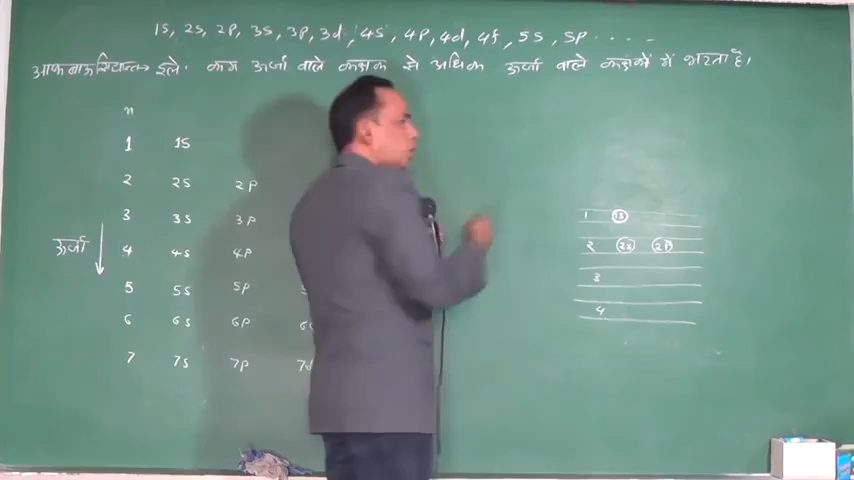 1s, 2s, 2p, 3s, 3p, 3d, 4s, 4p, 4d, 4f, 5s, 5p . . . . -
आफबाऊ सिद्धान्त→ इले. कम ऊर्जा वाले कक्षक से अधिक ऊर्जा वाले कक्षकों में भरता है।
n
1 1s
2 2s 2p
3 3s 3p
ऊर्जा
4 4s 4p
5 5s 5p
6 6s 6p
7 7s 7p
1 1s
2 2s 2p
3
4